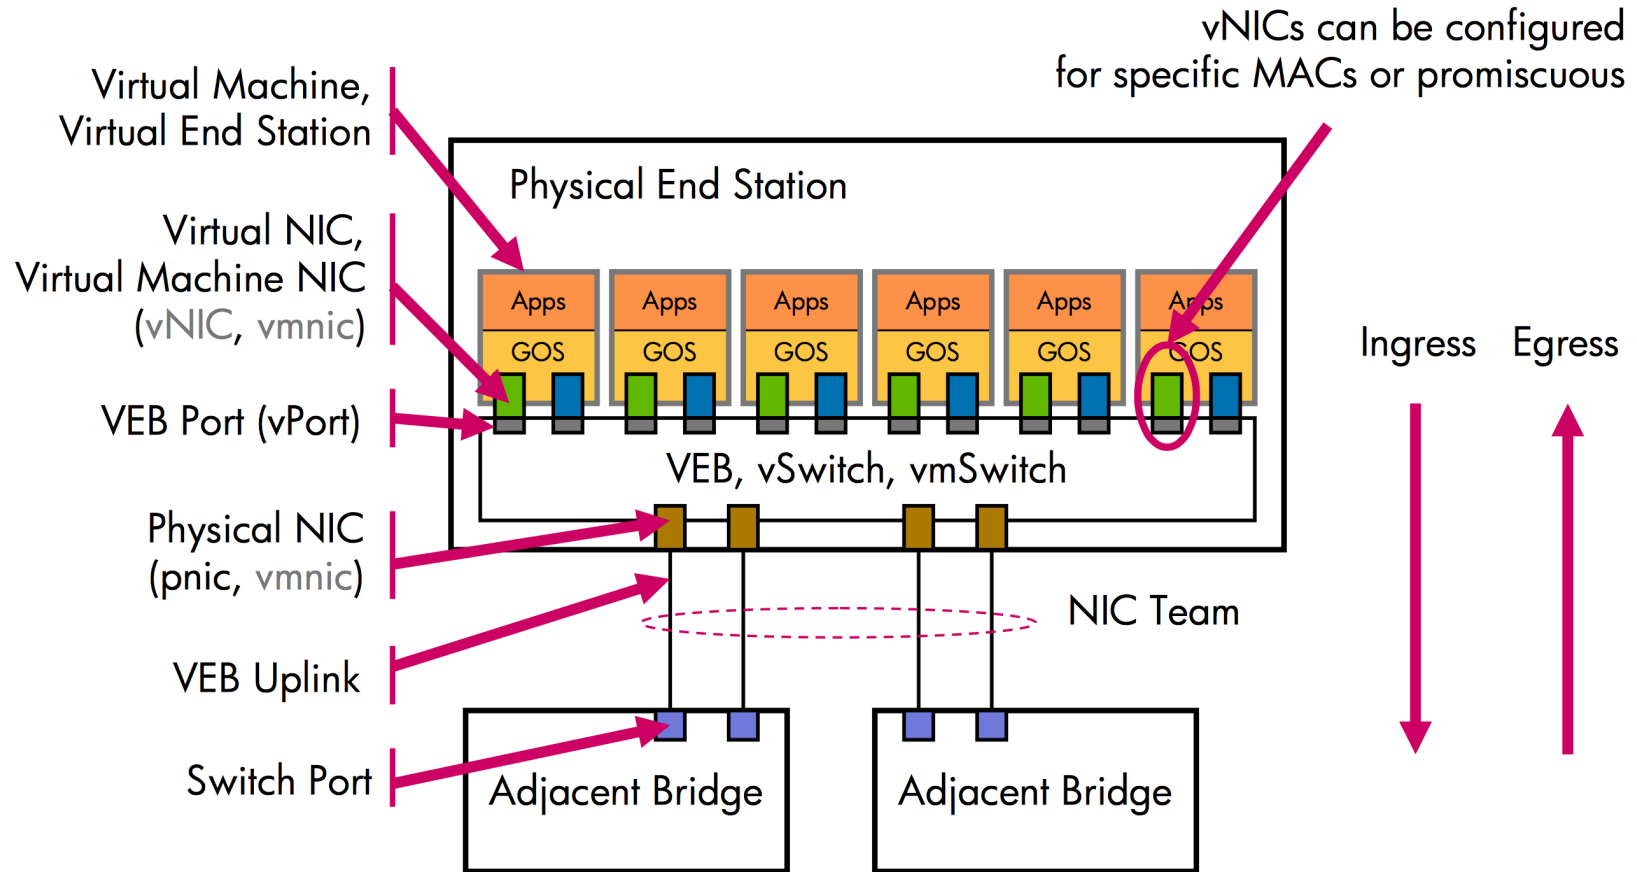 vNICs can be configured
for specific MACs or promiscuous
Virtual Machine,
Virtual End Station
Physical End Station
Virtual NIC,
Virtual Machine NIC
(vNIC, vmnic)
Apps
Apps
Apps
Apps
Apps
Apps
GOS
GOS
GOS
GOS
GOS
GOS
Ingress
Egress
VEB Port (vPort)
VEB, vSwitch, vmSwitch
Physical NIC
(pnic, vmnic)
NIC Team
VEB Uplink
Switch Port
Adjacent Bridge
Adjacent Bridge